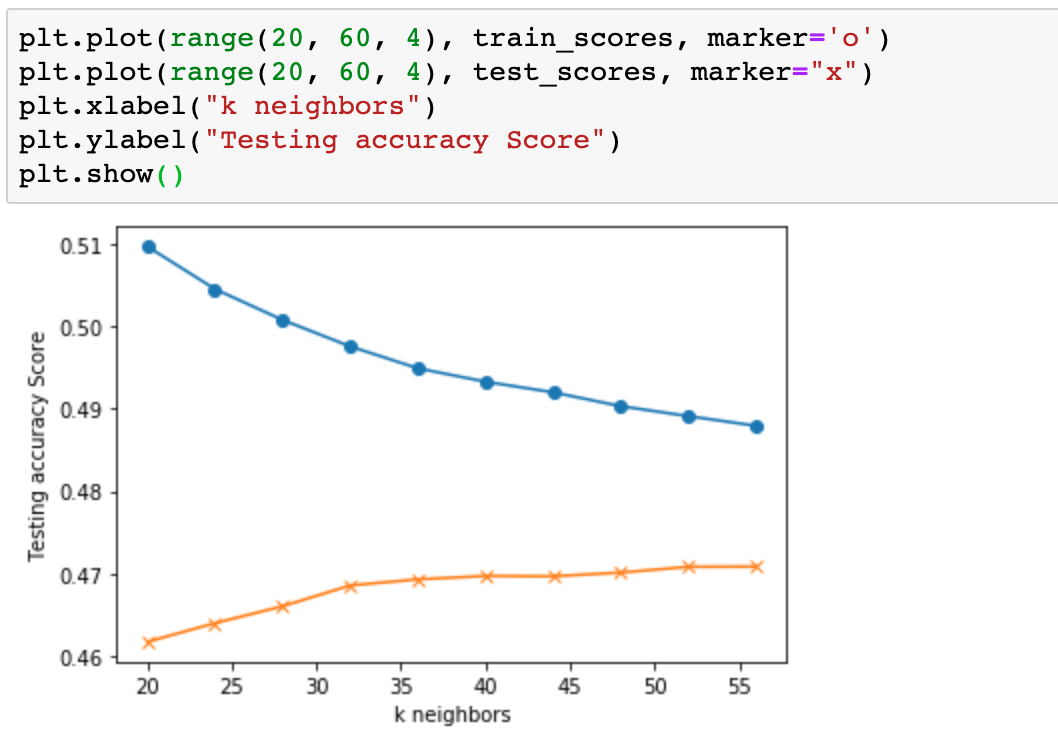 plt.plot(range(20, 60, 4), train_scores, marker='o')
plt.plot(range(20, 60, 4), test_scores, marker="x")
plt.xlabel("k neighbors")
plt.ylabel("Testing accuracy Score")
plt.show()
0.51
0.50
0.49
0.48
0.47
0.46
Testing accuracy Score
20 25 30 35 40 45 50 55
k neighbors